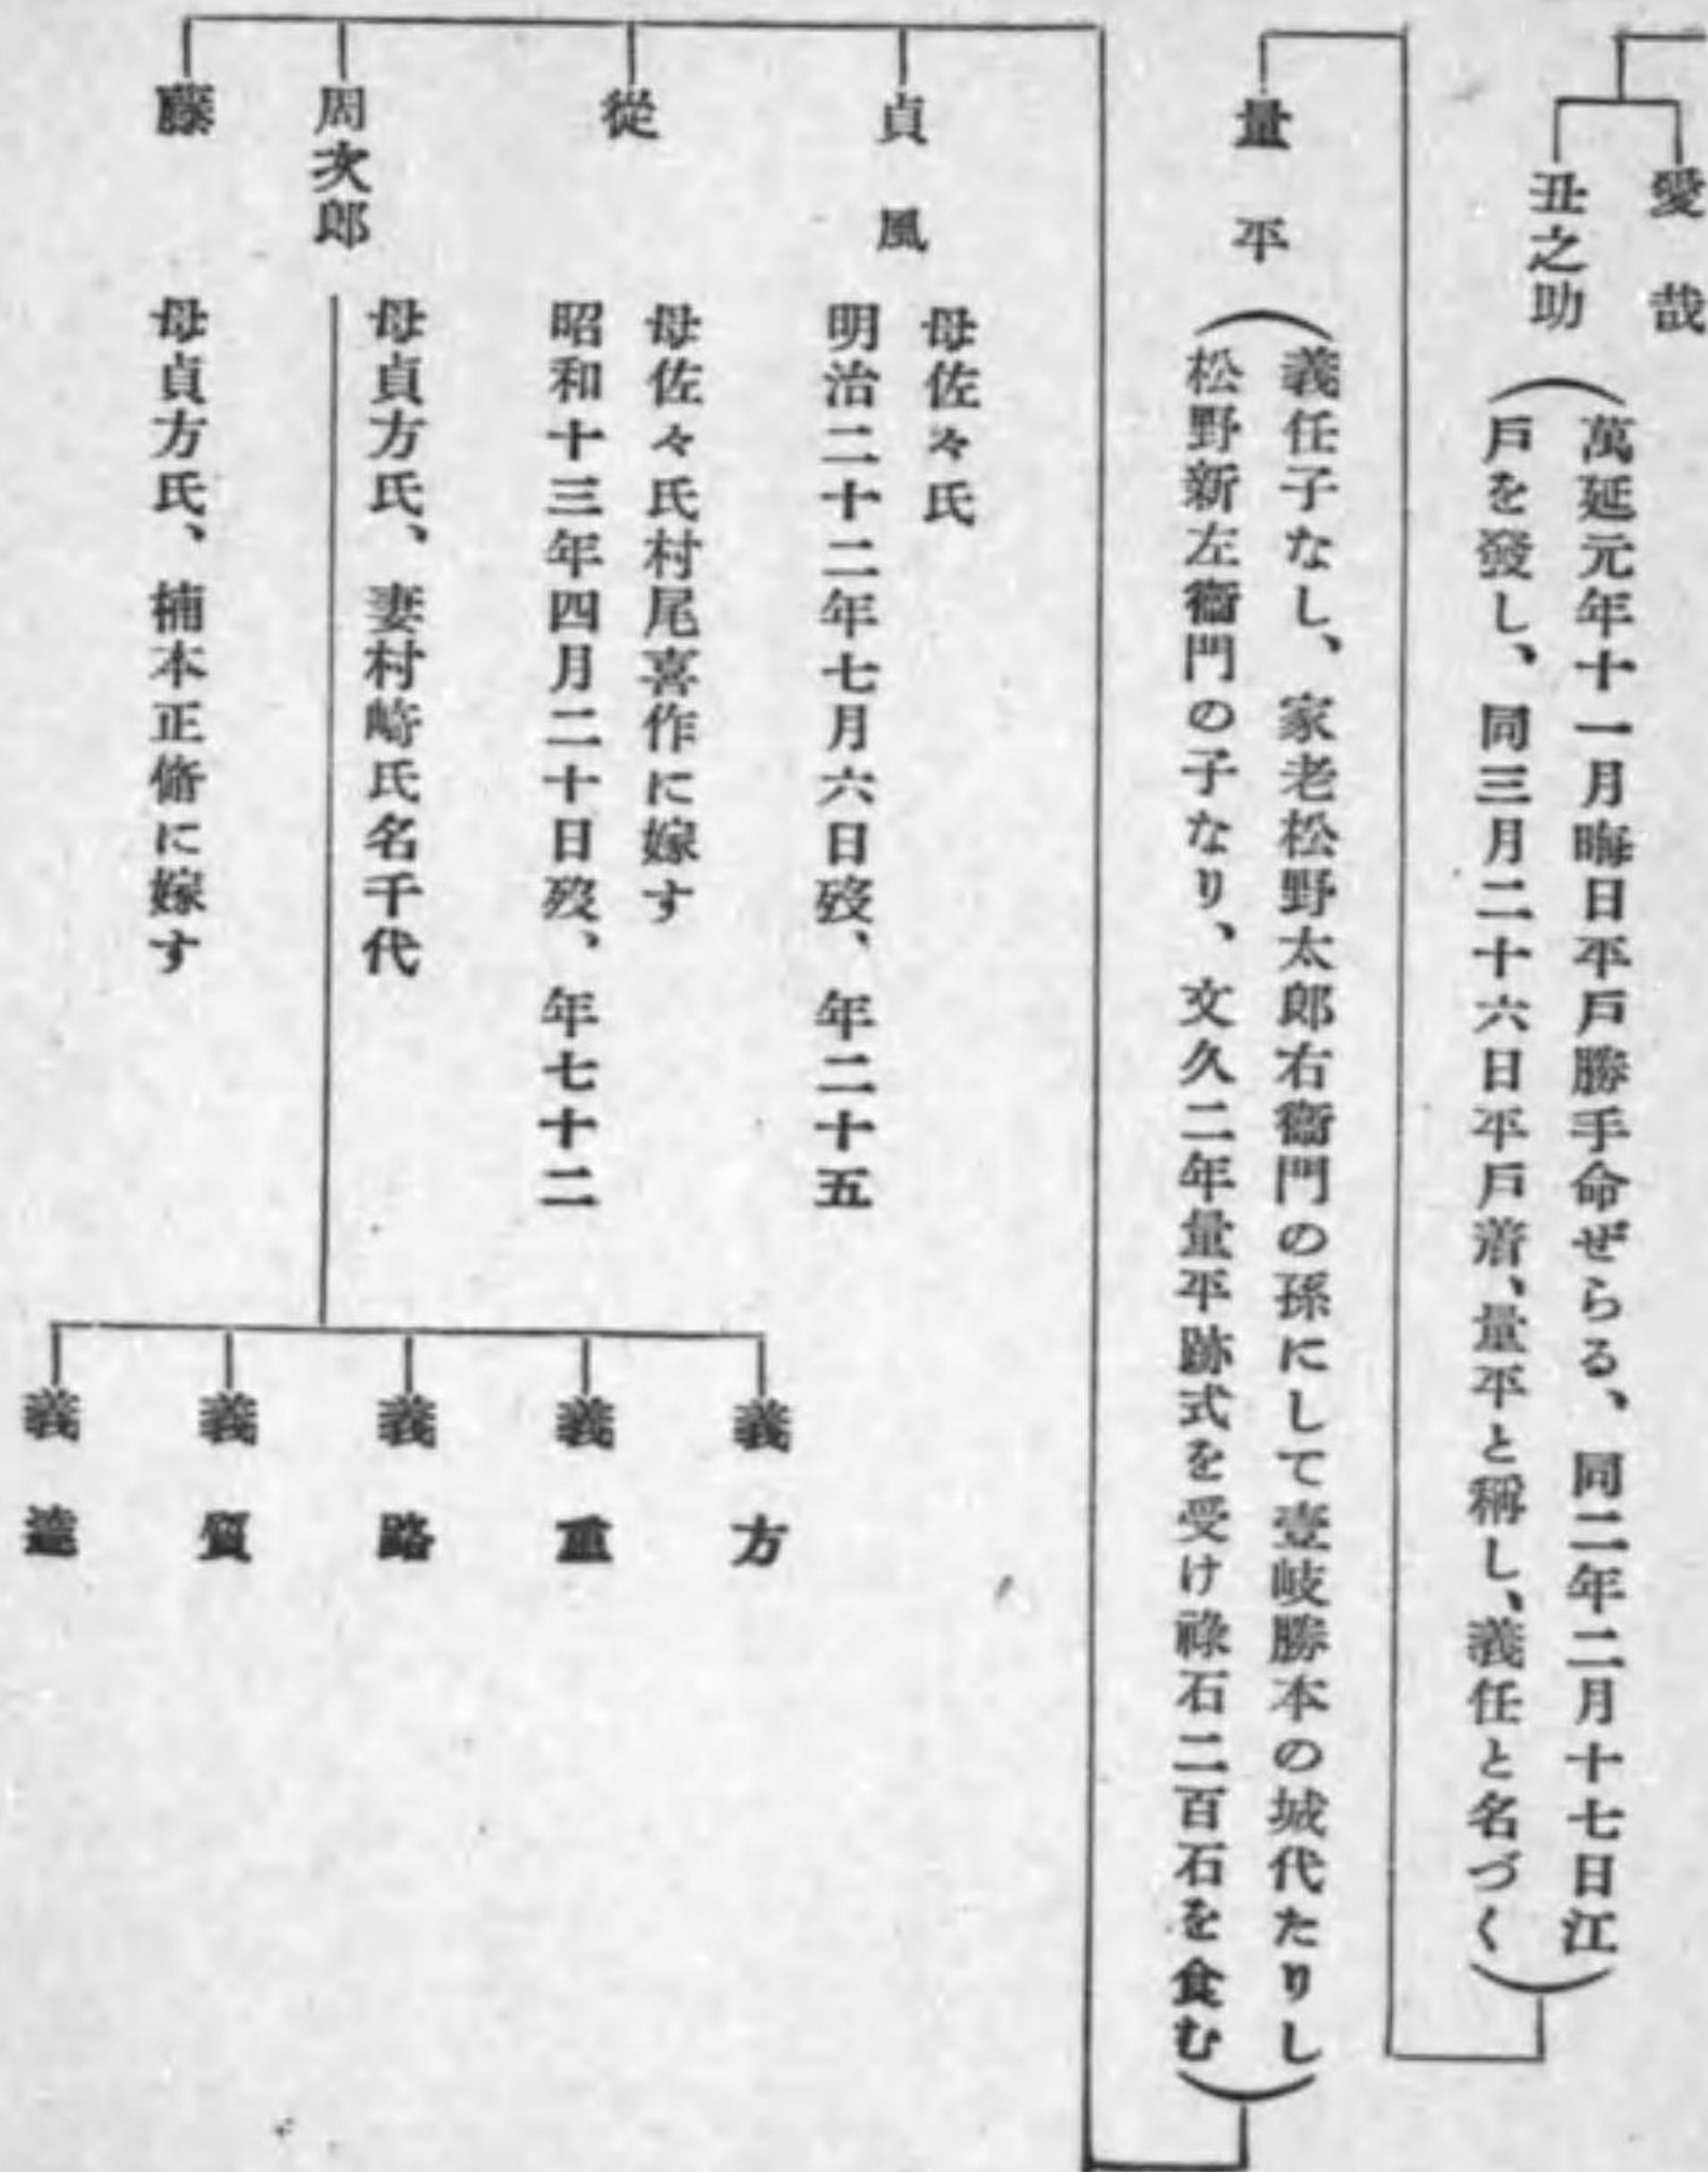 愛哉
丑之助
萬延元年十一月晦日平戸勝手命ぜらる、同二年二月十七日江
戸を發し、同三月二十六日平戸着、量平と稱し、義任と名づく
量平
義任子なし、家老松野太郎右衞門の孫にして壹岐勝本の城代たりし
松野新左衞門の子なり、文久二年量平跡式を受け祿石二百石を食む
貞風
母佐々氏
明治二十二年七月六日歿、年二十五
從
母佐々氏村尾喜作に嫁す
昭和十三年四月二十日歿、年七十二
周次郎
母貞方氏、妻村崎氏名千代
藤
母貞方氏、楠本正脩に嫁す
義方
義重
義路
義質
義達